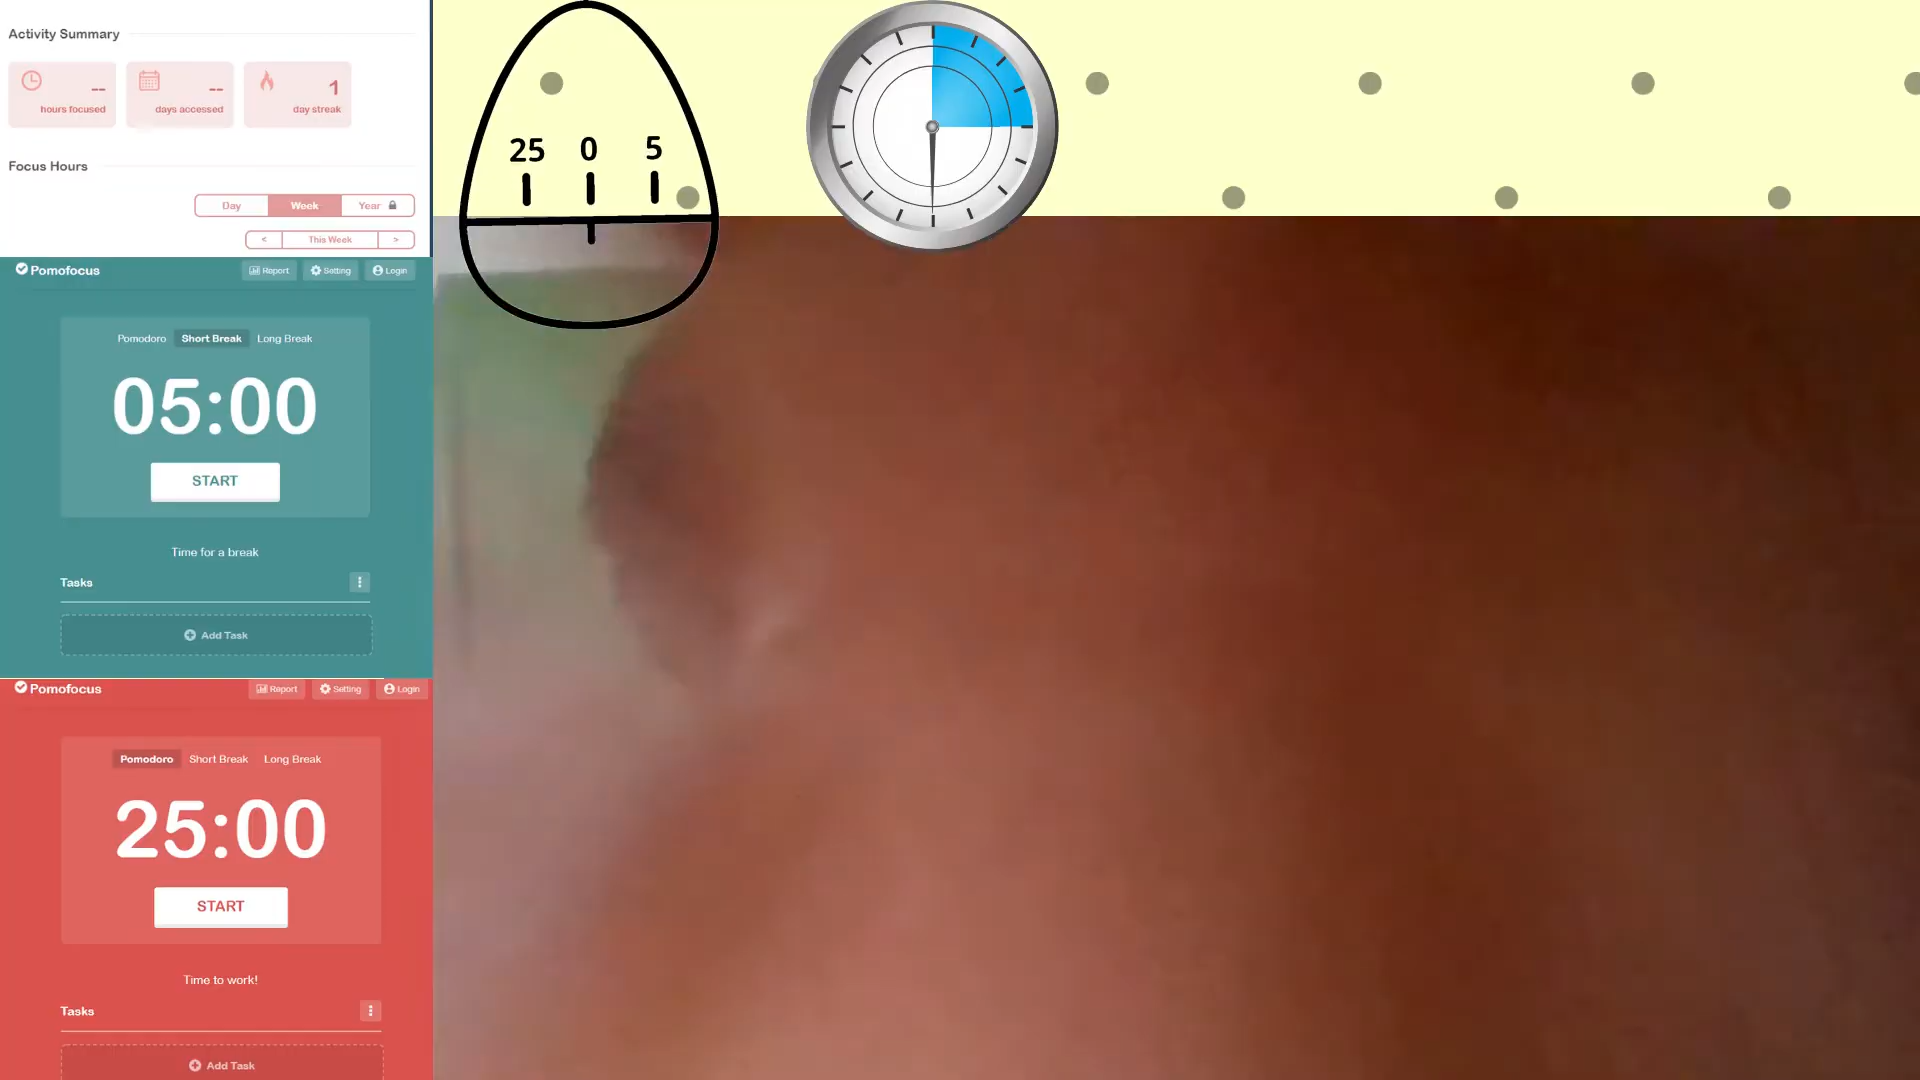 Activity Summary
--
hours focused
--
days accessed
1
day streak
Focus Hours
Day Week Year
< This Week >
Pomofocus
Report Setting Login
Pomodoro Short Break Long Break
05:00
START
Time for a break
Tasks
Add Task
Pomofocus
Report Setting Login
Pomodoro Short Break Long Break
25:00
START
Time to work!
Tasks
Add Task
25 0 5